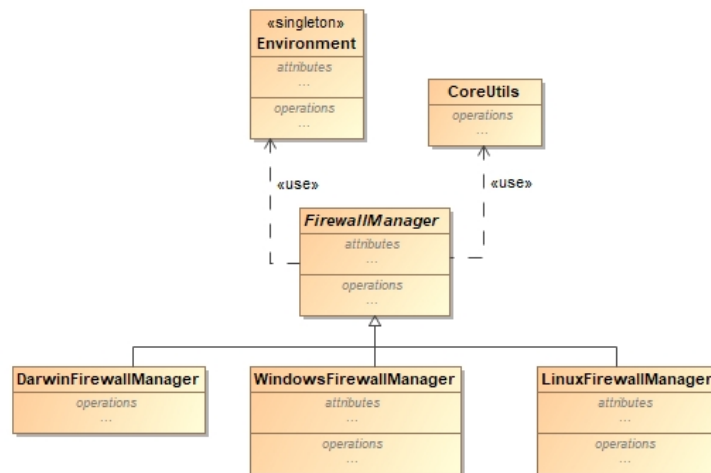 «singleton»
Environment
attributes
...
operations
...
CoreUtils
operations
...
«use»
«use»
FirewallManager
attributes
...
operations
...
DarwinFirewallManager
operations
...
WindowsFirewallManager
attributes
...
operations
...
LinuxFirewallManager
attributes
...
operations
...